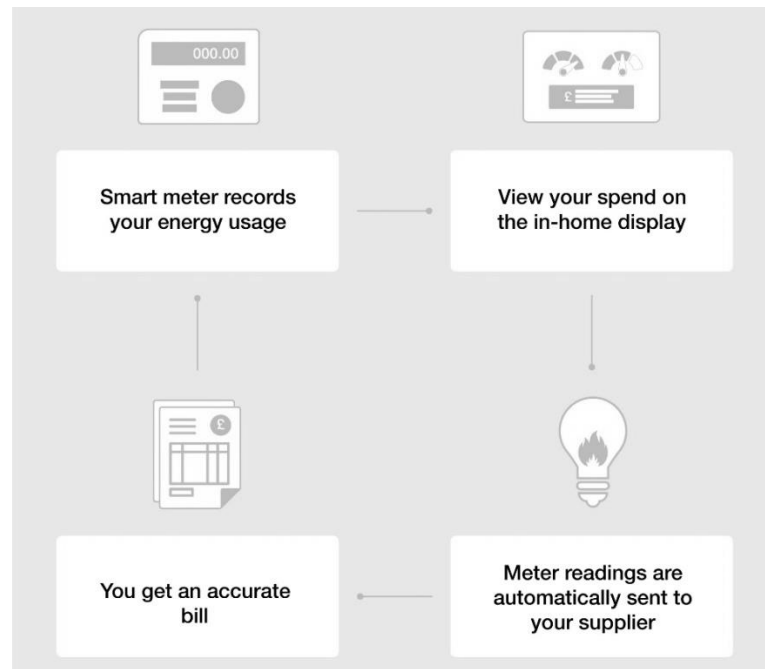 000.00
£
Smart meter records
your energy usage
View your spend on
the in-home display
£
You get an accurate
bill
Meter readings are
automatically sent to
your supplier